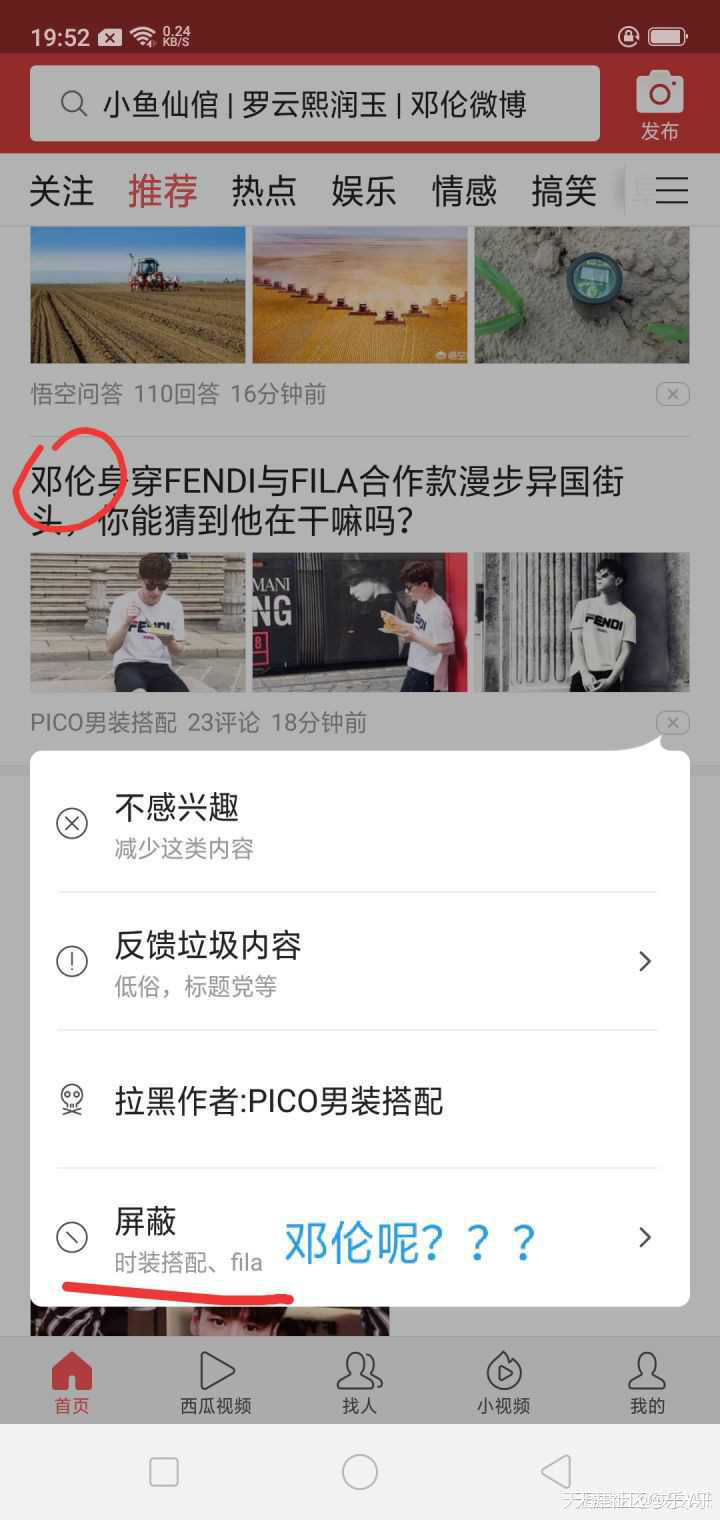 19:52 0.24 KB/S
小鱼仙倌 | 罗云熙润玉 | 邓伦微博
发布
关注 推荐 热点 娱乐 情感 搞笑
悟空问答 110回答 16分钟前
邓伦身穿FENDI与FILA合作款漫步异国街
头，你能猜到他在干嘛吗？
FENDI
MANI
NG
8
FENDI
FENDI
PICO男装搭配 23评论 18分钟前
不感兴趣
减少这类内容
反馈垃圾内容
低俗，标题党等
拉黑作者:PICO男装搭配
屏蔽
时装搭配、fila
邓伦呢？？？
首页 西瓜视频 找人 小视频 我的